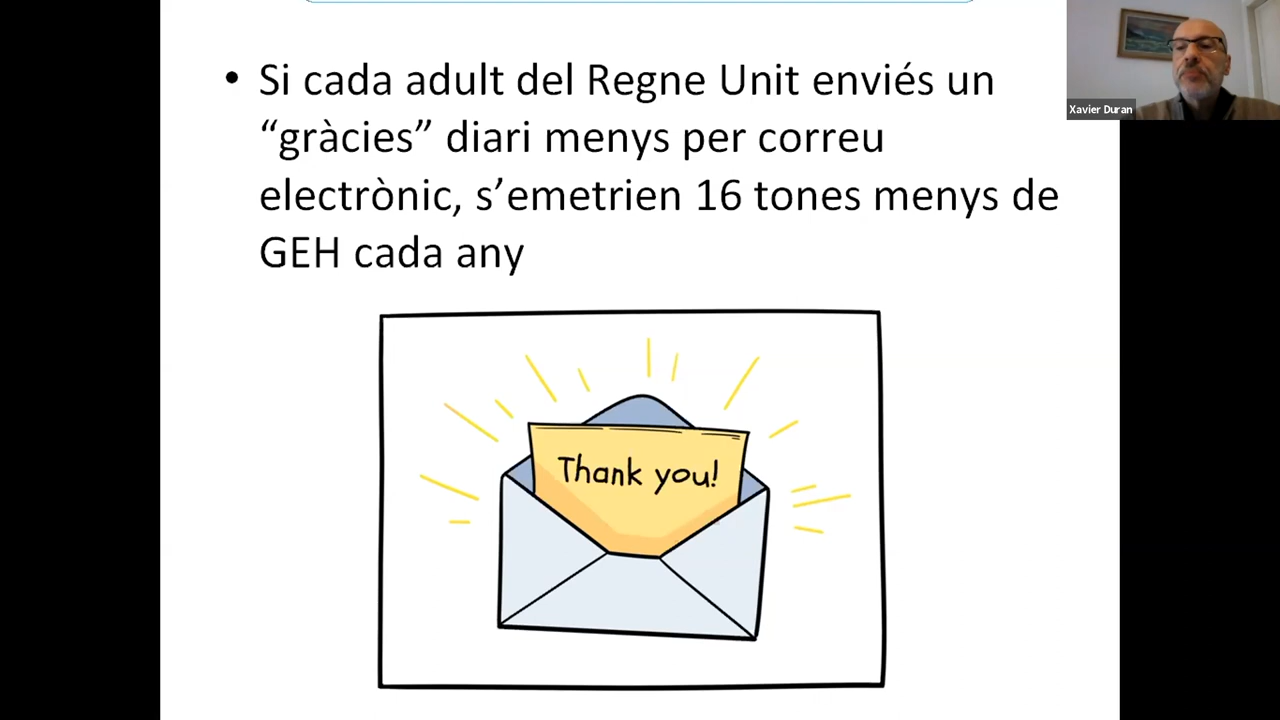 • Si cada adult del Regne Unit enviés un
“gràcies” diari menys per correu
electrònic, s’emetrien 16 tones menys de
GEH cada any
Thank you!
Xavier Duran